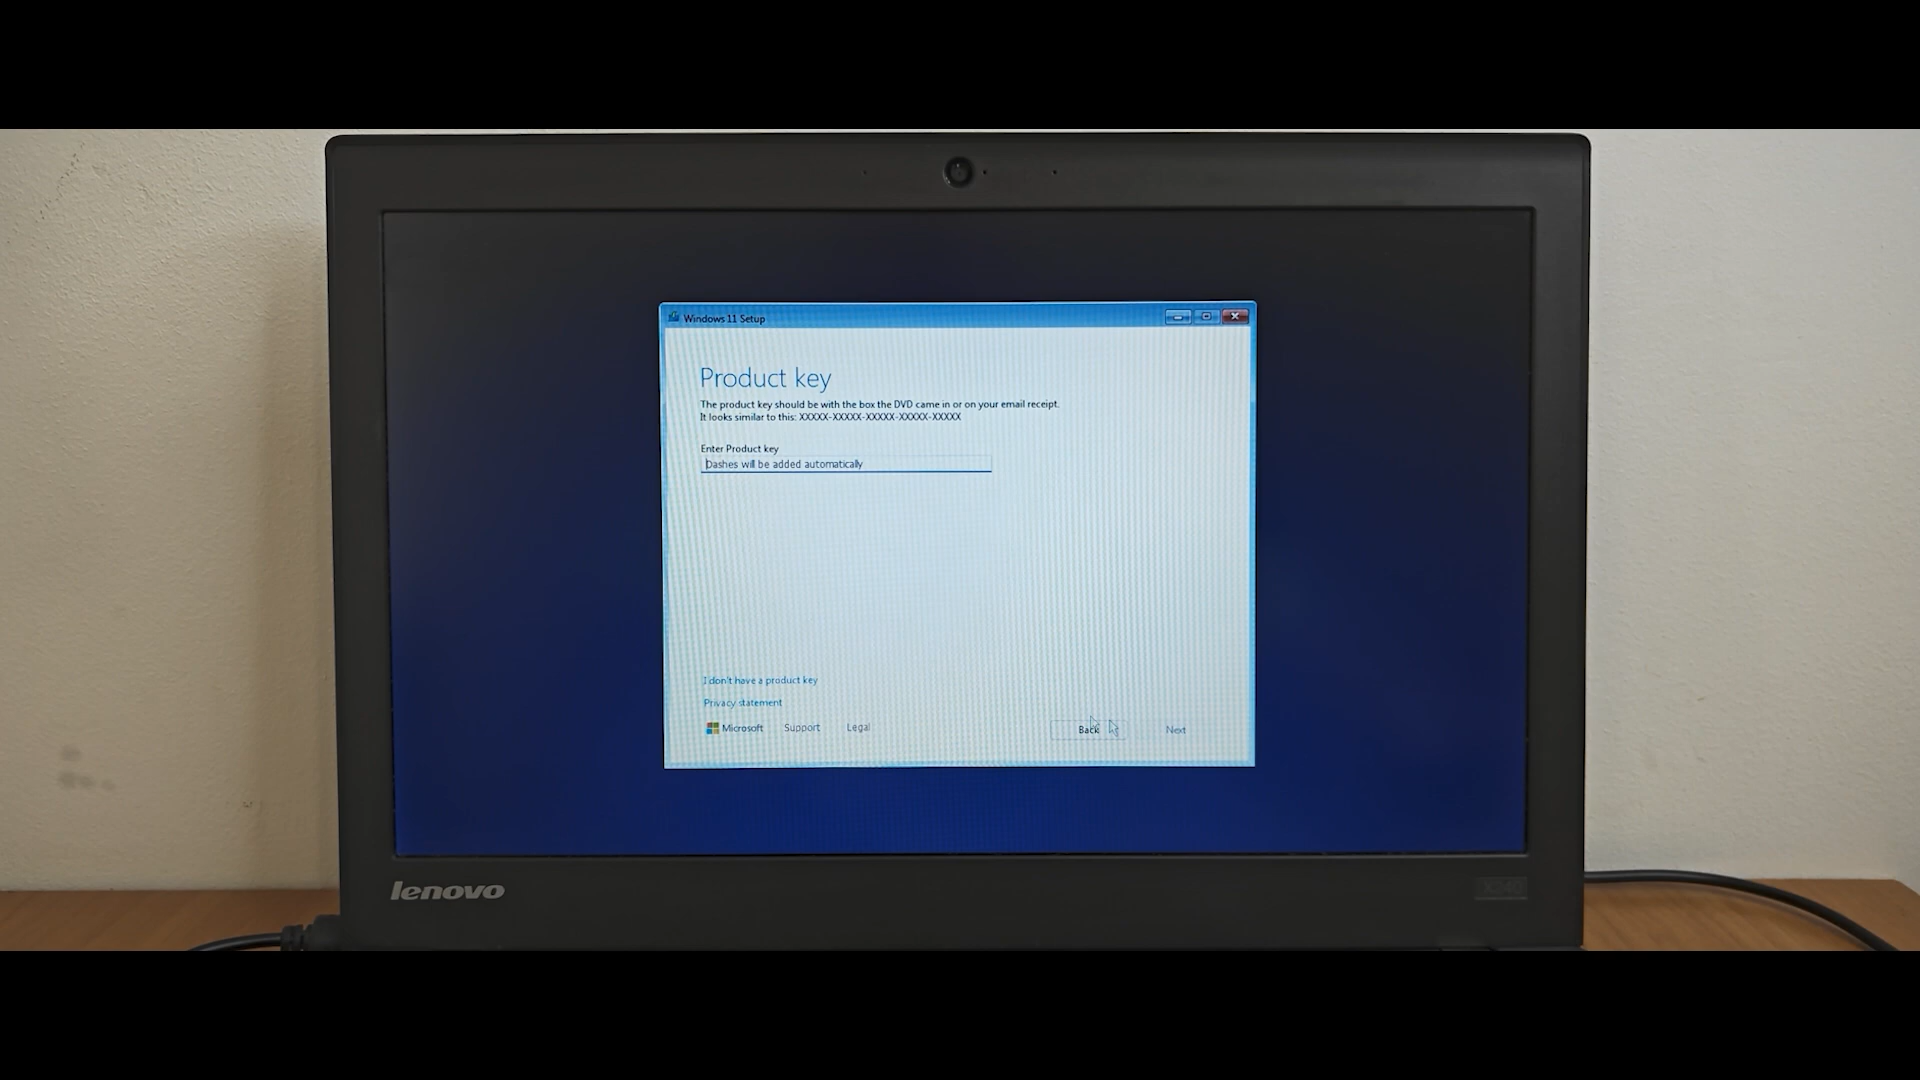 Windows 11 Setup
Product key
The product key should be with the box the DVD came in or on your email receipt.
It looks similar to this: XXXXX-XXXXX-XXXXX-XXXXX-XXXXX
Enter Product key
Dashes will be added automatically
I don't have a product key
Privacy statement
Microsoft Support Legal
Back Next
lenovo
X240